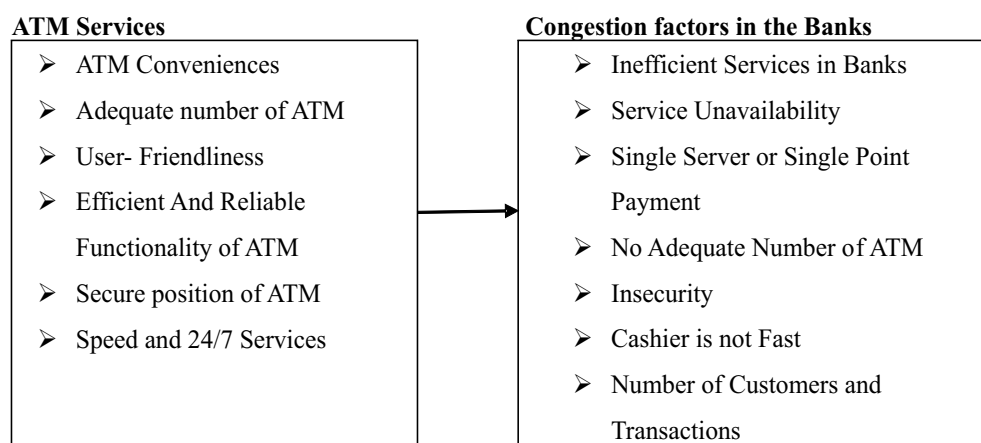 ATM Services
➢ ATM Conveniences
➢ Adequate number of ATM
➢ User- Friendliness
➢ Efficient And Reliable
Functionality of ATM
➢ Secure position of ATM
➢ Speed and 24/7 Services
Congestion factors in the Banks
➢ Inefficient Services in Banks
➢ Service Unavailability
➢ Single Server or Single Point
Payment
➢ No Adequate Number of ATM
➢ Insecurity
➢ Cashier is not Fast
➢ Number of Customers and
Transactions